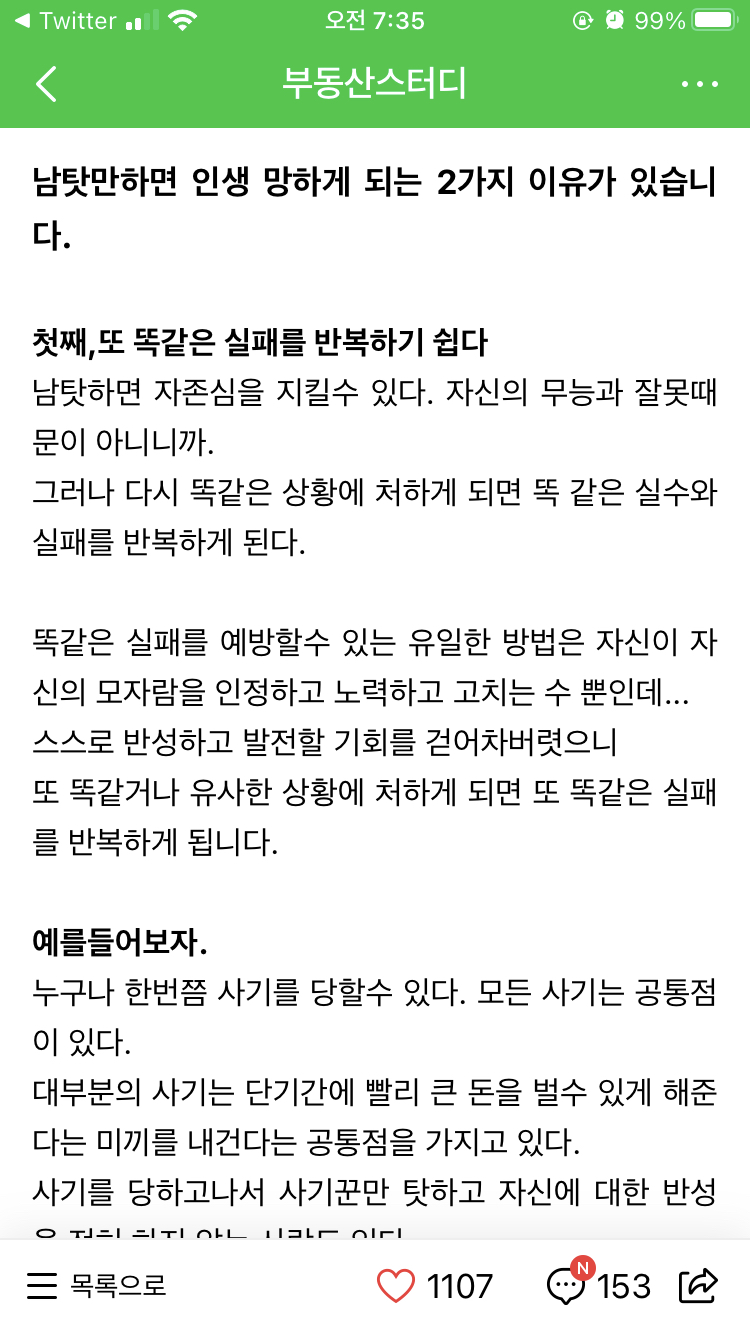 Twitter
오전 7:35
99%
부동산스터디
남탓만하면 인생 망하게 되는 2가지 이유가 있습니
다.
첫째,또 똑같은 실패를 반복하기 쉽다
남탓하면 자존심을 지킬수 있다. 자신의 무능과 잘못때
문이 아니니까.
그러나 다시 똑같은 상황에 처하게 되면 똑 같은 실수와
실패를 반복하게 된다.
똑같은 실패를 예방할수 있는 유일한 방법은 자신이 자
신의 모자람을 인정하고 노력하고 고치는 수 뿐인데...
스스로 반성하고 발전할 기회를 걷어차버렷으니
또 똑같거나 유사한 상황에 처하게 되면 또 똑같은 실패
를 반복하게 됩니다.
예를들어보자.
누구나 한번쯤 사기를 당할수 있다. 모든 사기는 공통점
이 있다.
대부분의 사기는 단기간에 빨리 큰 돈을 벌수 있게 해준
다는 미끼를 내건다는 공통점을 가지고 있다.
사기를 당하고나서 사기꾼만 탓하고 자신에 대한 반성
목록으로
1107
N
153